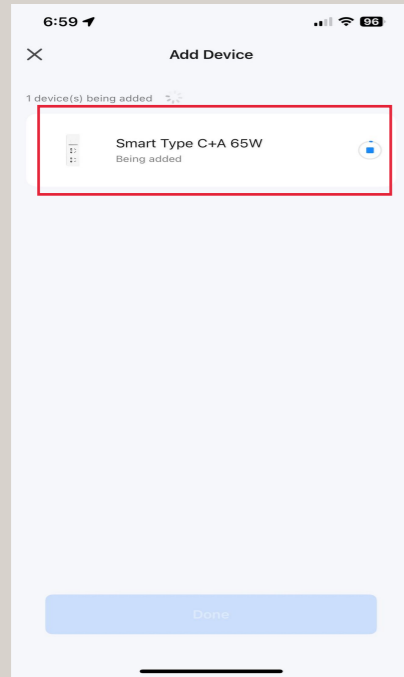 6:59
96
Add Device
1 device(s) being added
Smart Type C+A 65W
Being added
Done